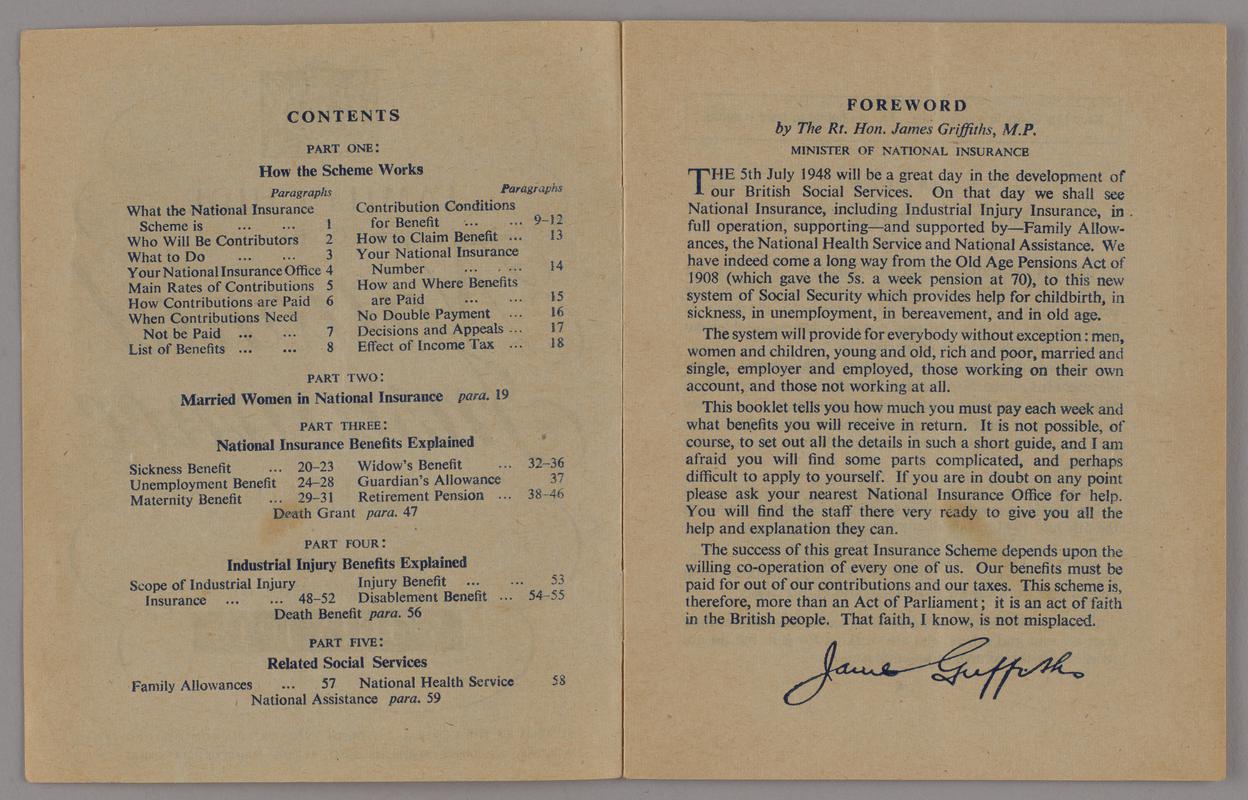 CONTENTS
PART ONE:
How the Scheme Works
Paragraphs
What the National Insurance
Scheme is ... ... 1
Who Will Be Contributors 2
What to Do ... ... 3
Your National Insurance Office 4
Main Rates of Contributions 5
How Contributions are Paid 6
When Contributions Need
Not be Paid ... ... 7
List of Benefits ... ... 8
Paragraphs
Contribution Conditions
for Benefit ... ... 9–12
How to Claim Benefit ... 13
Your National Insurance
Number ... ... 14
How and Where Benefits
are Paid ... ... 15
No Double Payment ... 16
Decisions and Appeals ... 17
Effect of Income Tax ... 18
PART TWO:
Married Women in National Insurance para. 19
PART THREE:
National Insurance Benefits Explained
Sickness Benefit ... 20–23
Unemployment Benefit 24–28
Maternity Benefit ... 29–31
Widow's Benefit ... 32–36
Guardian's Allowance 37
Retirement Pension ... 38–46
Death Grant para. 47
PART FOUR:
Industrial Injury Benefits Explained
Scope of Industrial Injury
Insurance ... ... 48–52
Injury Benefit ... ... 53
Disablement Benefit ... 54–55
Death Benefit para. 56
PART FIVE:
Related Social Services
Family Allowances ... 57
National Health Service 58
National Assistance para. 59
FOREWORD
by The Rt. Hon. James Griffiths, M.P.
MINISTER OF NATIONAL INSURANCE
THE 5th July 1948 will be a great day in the development of
our British Social Services. On that day we shall see
National Insurance, including Industrial Injury Insurance, in
full operation, supporting—and supported by—Family Allow-
ances, the National Health Service and National Assistance. We
have indeed come a long way from the Old Age Pensions Act of
1908 (which gave the 5s. a week pension at 70), to this new
system of Social Security which provides help for childbirth, in
sickness, in unemployment, in bereavement, and in old age.
The system will provide for everybody without exception: men,
women and children, young and old, rich and poor, married and
single, employer and employed, those working on their own
account, and those not working at all.
This booklet tells you how much you must pay each week and
what benefits you will receive in return. It is not possible, of
course, to set out all the details in such a short guide, and I am
afraid you will find some parts complicated, and perhaps
difficult to apply to yourself. If you are in doubt on any point
please ask your nearest National Insurance Office for help.
You will find the staff there very ready to give you all the
help and explanation they can.
The success of this great Insurance Scheme depends upon the
willing co-operation of every one of us. Our benefits must be
paid for out of our contributions and our taxes. This scheme is,
therefore, more than an Act of Parliament; it is an act of faith
in the British people. That faith, I know, is not misplaced.
James Griffiths